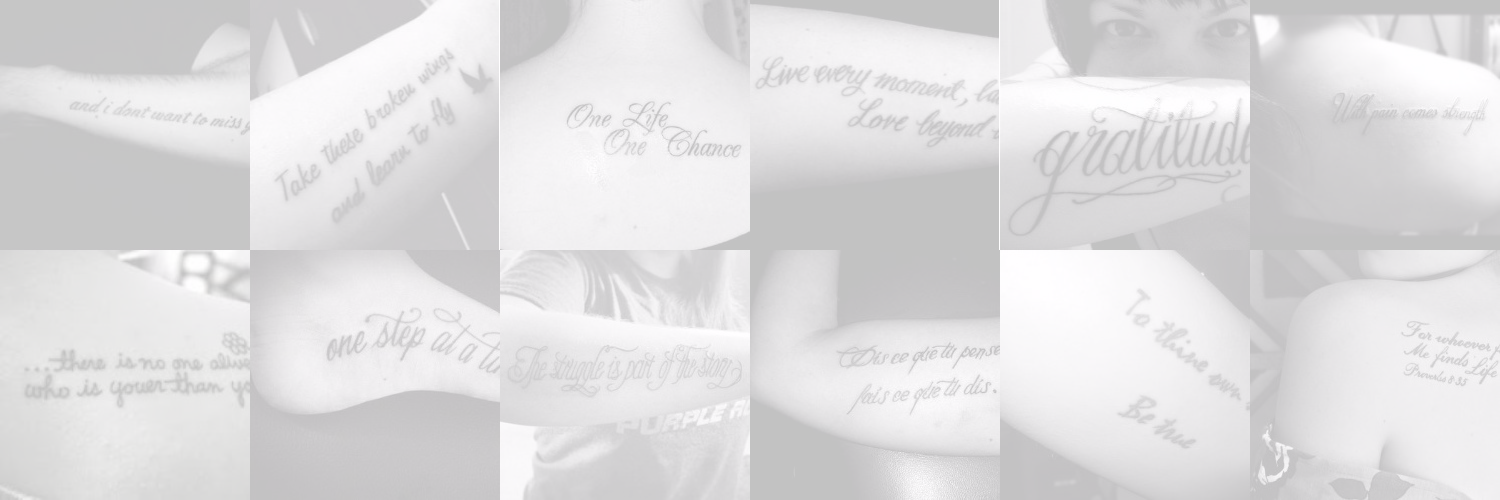 and i dont want to miss
Take these broken wings
and learn to fly
One Life
One Chance
Live every moment,
Love beyond
gratitude
With pain comes strength
...there is no one alive
who is youer than
one step at a
The struggle is part of the story
PURPLE
Dis ce que tu pense
fais ce que tu dis.
To thine own
Be true
For whoever
Me finds Life
Proverbs 8:35